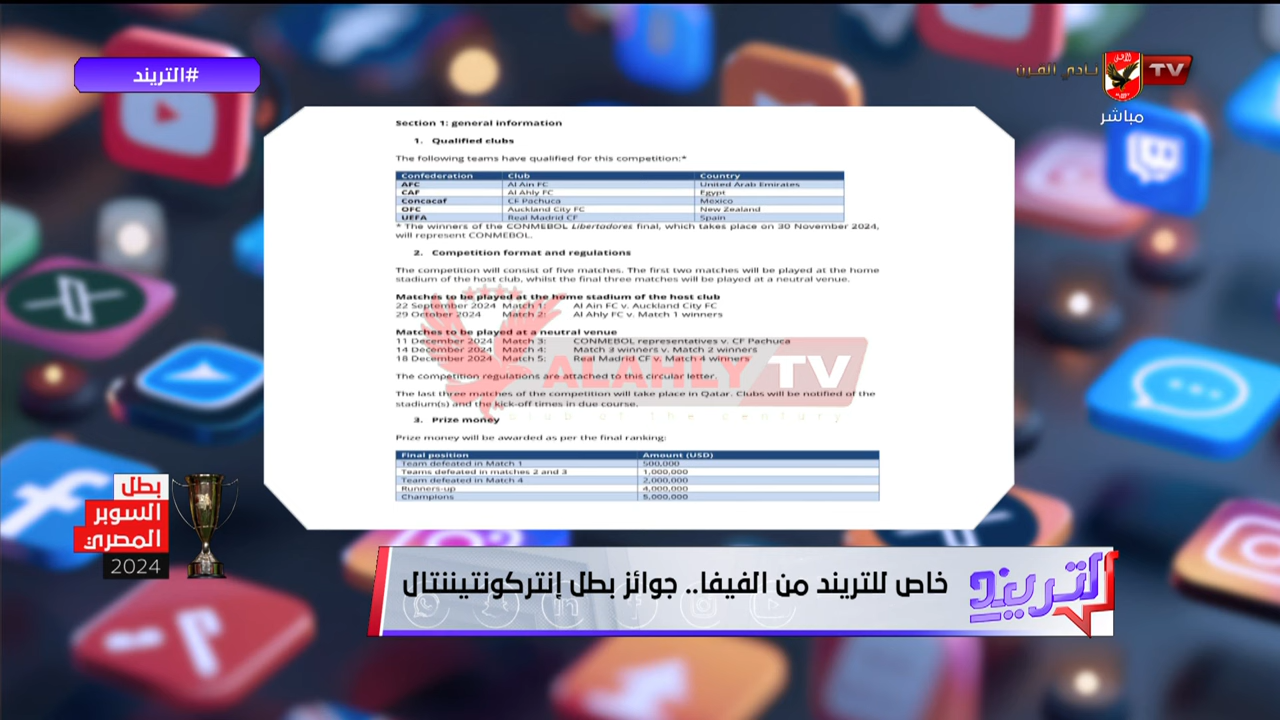 #التريند
نادي القرن
TV
مباشر
Section 1: general information
1. Qualified clubs
The following teams have qualified for this competition:*
Confederation Club Country
AFC Al Ain FC United Arab Emirates
CAF Al Ahly FC Egypt
Concacaf CF Pachuca Mexico
OFC Auckland City FC New Zealand
UEFA Real Madrid CF Spain
* The winners of the CONMEBOL Libertadores final, which takes place on 30 November 2024,
will represent CONMEBOL.
2. Competition format and regulations
The competition will consist of five matches. The first two matches will be played at the home
stadium of the host club, whilst the final three matches will be played at a neutral venue.
Matches to be played at the home stadium of the host club
22 September 2024 Match 1: Al Ain FC v. Auckland City FC
29 October 2024 Match 2: Al Ahly FC v. Match 1 winners
Matches to be played at a neutral venue
11 December 2024 Match 3: CONMEBOL representatives v. CF Pachuca
14 December 2024 Match 4: Match 3 winners v. Match 2 winners
18 December 2024 Match 5: Real Madrid CF v. Match 4 winners
The competition regulations are attached to this circular letter.
The last three matches of the competition will take place in Qatar. Clubs will be notified of the
stadium(s) and the kick-off times in due course.
ALAHLY TV
club of the century
3. Prize money
Prize money will be awarded as per the final ranking:
Final position Amount (USD)
Team defeated in Match 1 500,000
Teams defeated in matches 2 and 3 1,000,000
Team defeated in Match 4 2,000,000
Runners-up 4,000,000
Champions 5,000,000
بطل
السوبر
المصري
2024
التريند
خاص للتريند من الفيفا.. جوائز بطل إنتركونتيننتال